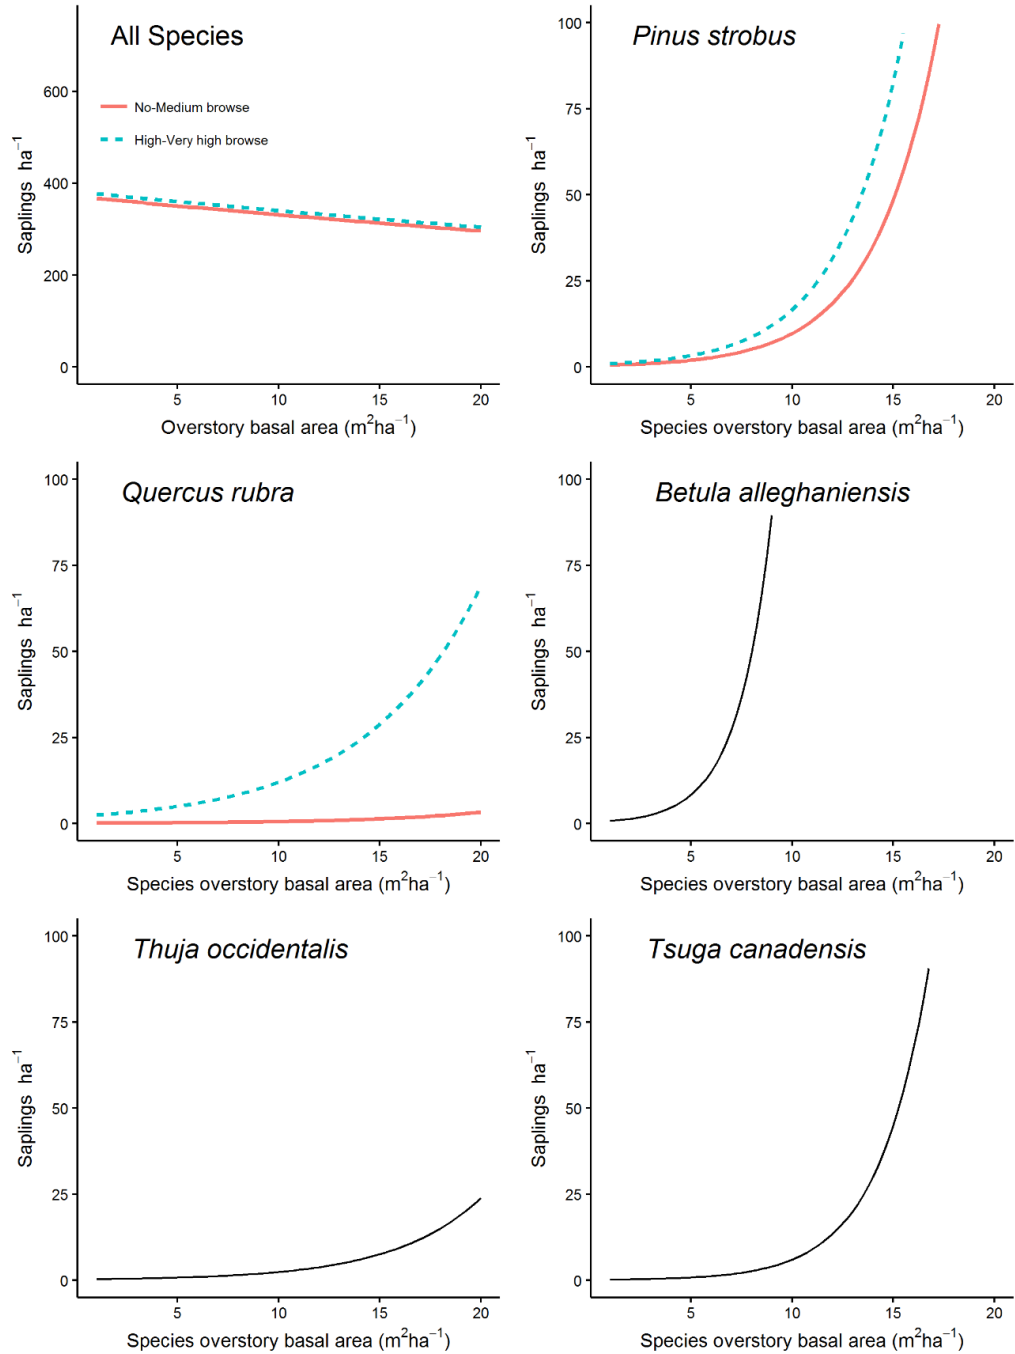 All Species
No-Medium browse
High-Very high browse
Saplings ha⁻¹
600
400
200
0
5 10 15 20
Overstory basal area (m²ha⁻¹)
Pinus strobus
Saplings ha⁻¹
100
75
50
25
0
5 10 15 20
Species overstory basal area (m²ha⁻¹)
Quercus rubra
Saplings ha⁻¹
100
75
50
25
0
5 10 15 20
Species overstory basal area (m²ha⁻¹)
Betula alleghaniensis
Saplings ha⁻¹
100
75
50
25
0
5 10 15 20
Species overstory basal area (m²ha⁻¹)
Thuja occidentalis
Saplings ha⁻¹
100
75
50
25
0
5 10 15 20
Species overstory basal area (m²ha⁻¹)
Tsuga canadensis
Saplings ha⁻¹
100
75
50
25
0
5 10 15 20
Species overstory basal area (m²ha⁻¹)